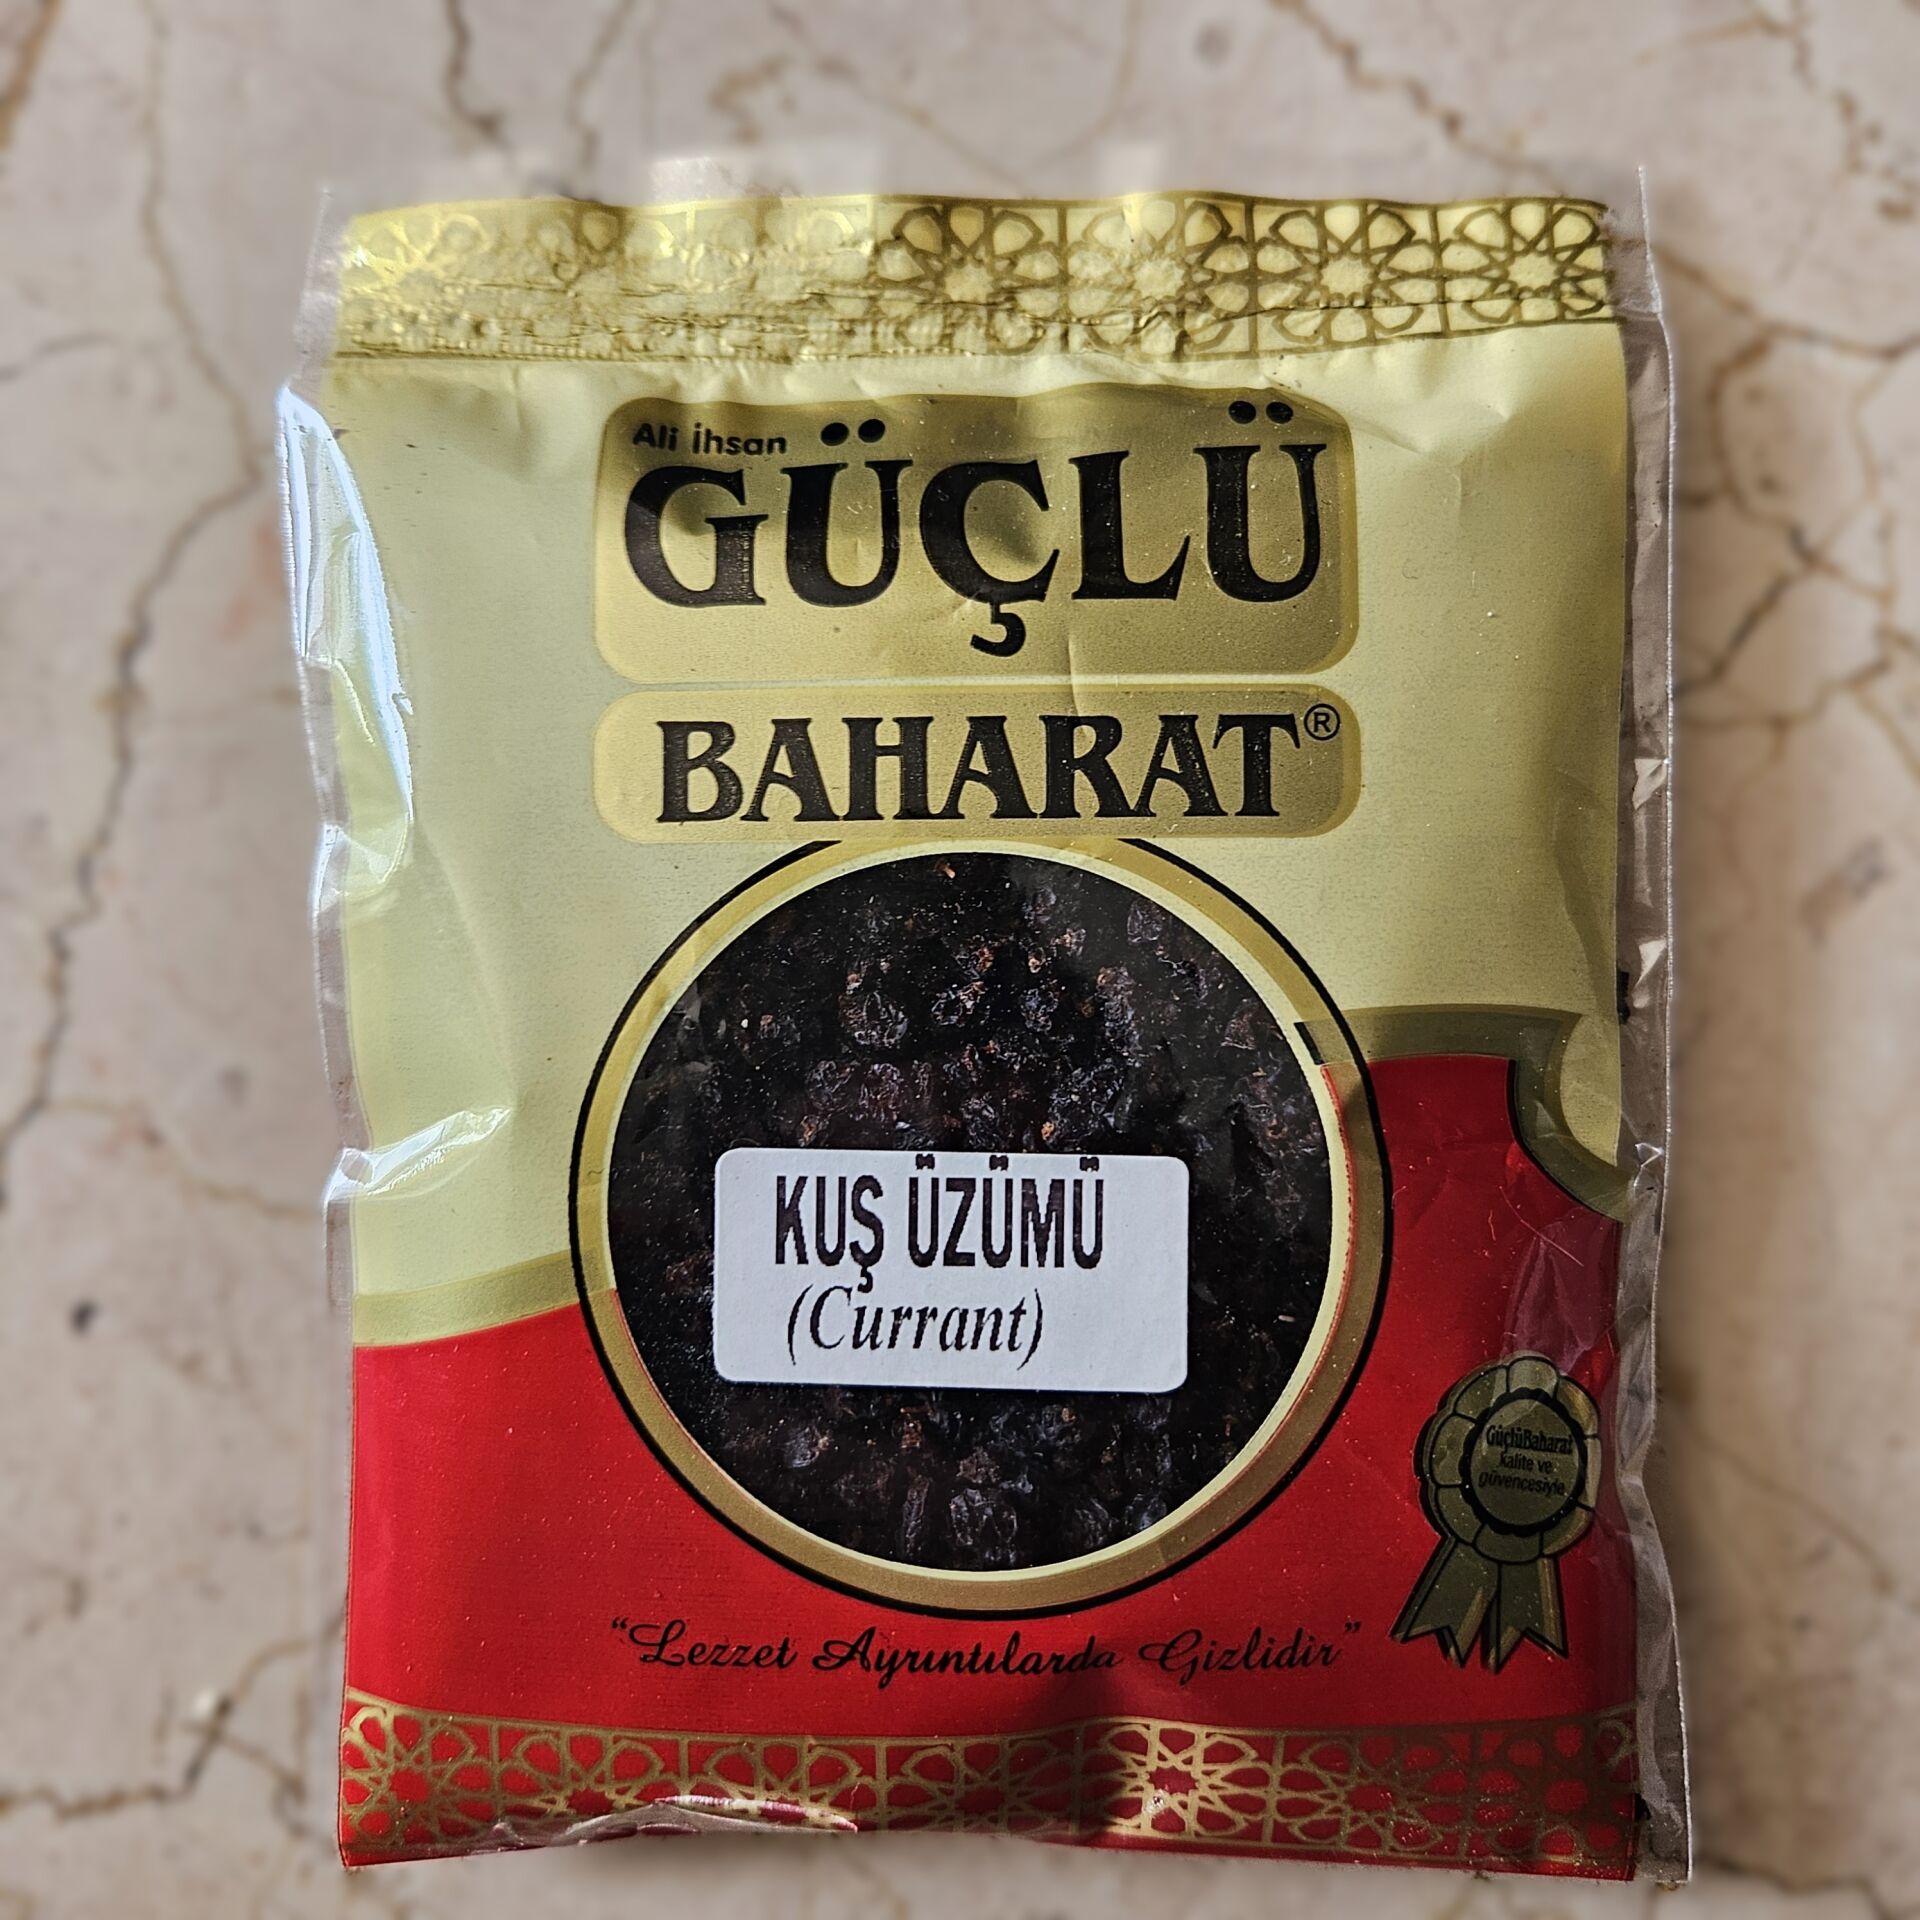 Ali İhsan
GÜÇLÜ
BAHARAT®
KUŞ ÜZÜMÜ
(Currant)
GüçlüBaharat
kalite ve
güvencesiyle
“Lezzet Ayrıntılarda Gizlidir”